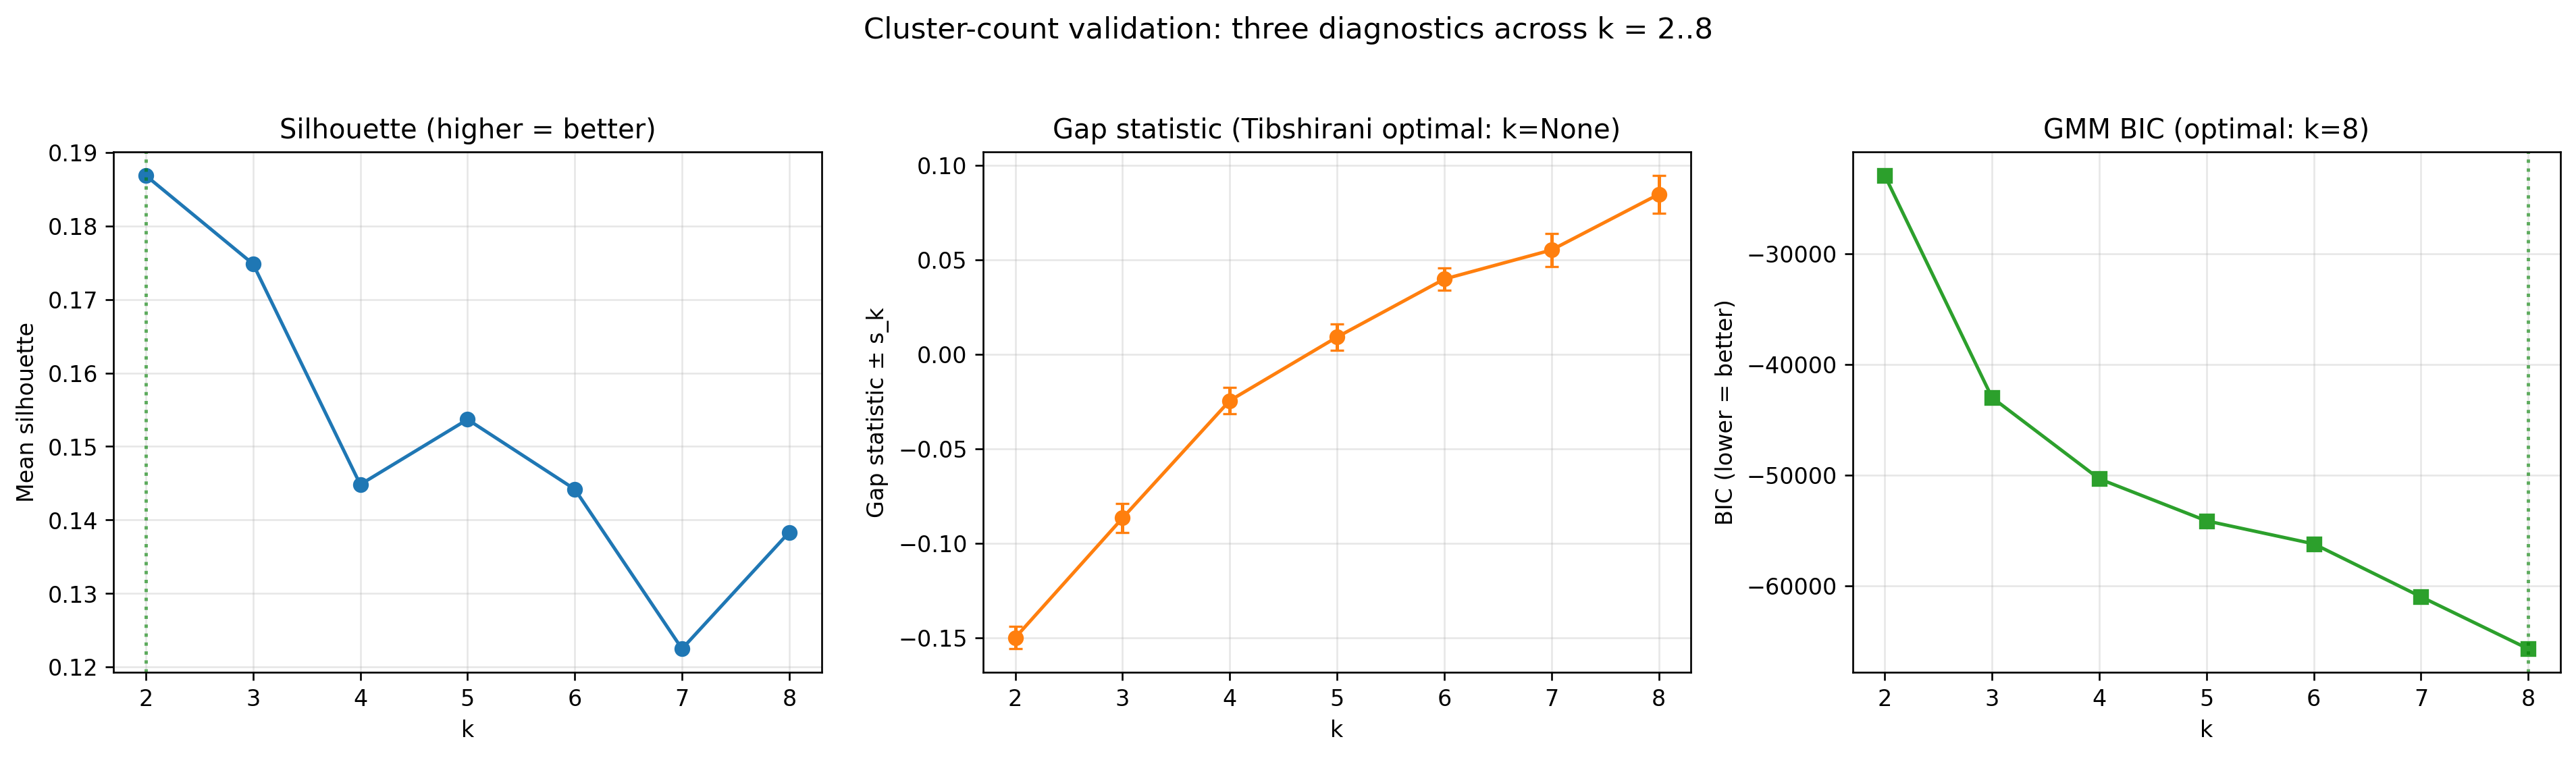 Cluster-count validation: three diagnostics across k = 2..8
Silhouette (higher = better)
Mean silhouette
0.19
0.18
0.17
0.16
0.15
0.14
0.13
0.12
2 3 4 5 6 7 8
k
Gap statistic (Tibshirani optimal: k=None)
Gap statistic ± s_k
0.10
0.05
0.00
−0.05
−0.10
−0.15
2 3 4 5 6 7 8
k
GMM BIC (optimal: k=8)
BIC (lower = better)
−30000
−40000
−50000
−60000
2 3 4 5 6 7 8
k